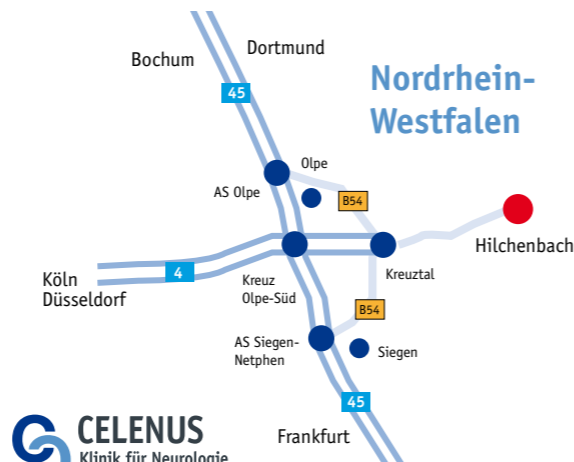 Dortmund
Bochum
Nordrhein-
Westfalen
45
Olpe
AS Olpe
B54
Hilchenbach
Köln
Düsseldorf
4
Kreuz
Olpe-Süd
Kreuztal
B54
AS Siegen-
Netphen
Siegen
45
Frankfurt
CELENUS
Klinik für Neurologie